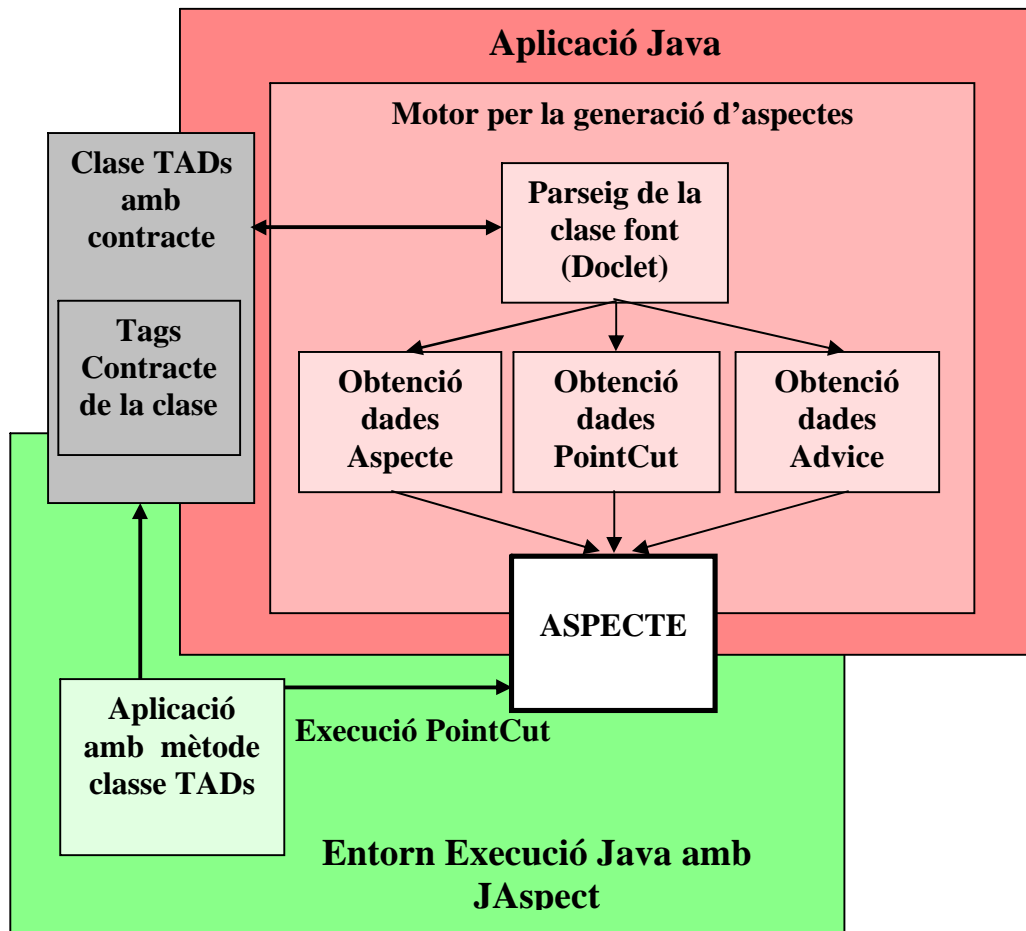 Aplicació Java
Motor per la generació d’aspectes
Clase TADs
amb
contracte
Tags
Contracte
de la clase
Parseig de la
clase font
(Doclet)
Obtenció
dades
Aspecte
Obtenció
dades
PointCut
Obtenció
dades
Advice
ASPECTE
Aplicació
amb mètode
classe TADs
Execució PointCut
Entorn Execució Java amb
JAspect